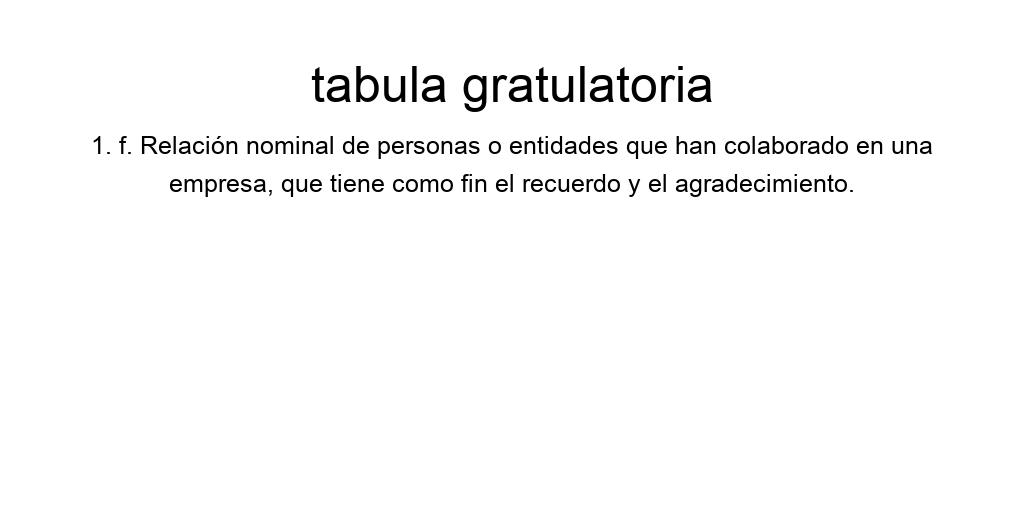 tabula gratulatoria
1. f. Relación nominal de personas o entidades que han colaborado en una
empresa, que tiene como fin el recuerdo y el agradecimiento.